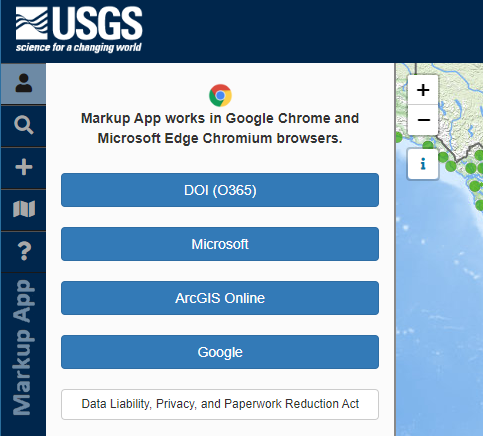 USGS
science for a changing world
Markup App works in Google Chrome and
Microsoft Edge Chromium browsers.
DOI (O365)
Microsoft
ArcGIS Online
Google
Data Liability, Privacy, and Paperwork Reduction Act
Markup App
+
−
i
?